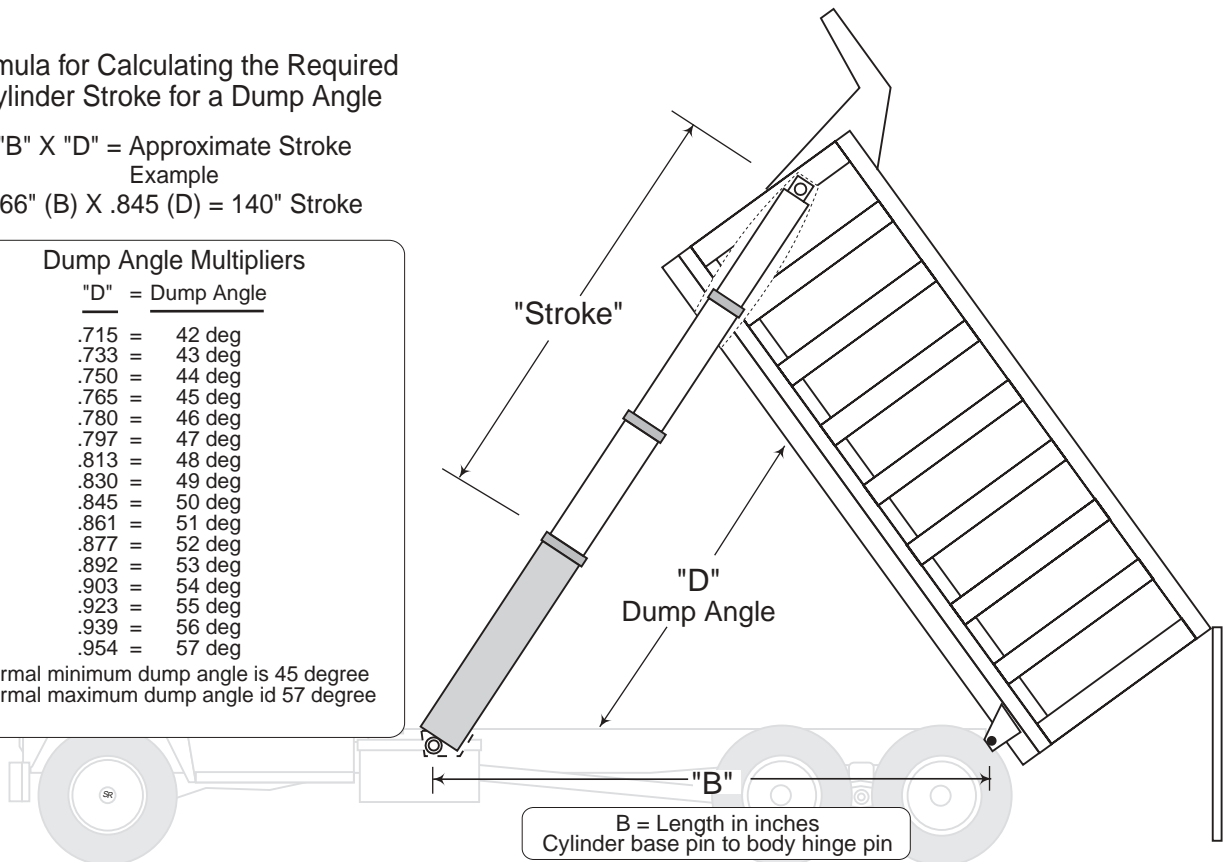 mula for Calculating the Required
ylinder Stroke for a Dump Angle
"B" X "D" = Approximate Stroke
Example
66" (B) X .845 (D) = 140" Stroke
Dump Angle Multipliers
"D" = Dump Angle
.715 = 42 deg
.733 = 43 deg
.750 = 44 deg
.765 = 45 deg
.780 = 46 deg
.797 = 47 deg
.813 = 48 deg
.830 = 49 deg
.845 = 50 deg
.861 = 51 deg
.877 = 52 deg
.892 = 53 deg
.903 = 54 deg
.923 = 55 deg
.939 = 56 deg
.954 = 57 deg
rmal minimum dump angle is 45 degree
rmal maximum dump angle id 57 degree
"Stroke"
"D"
Dump Angle
"B"
B = Length in inches
Cylinder base pin to body hinge pin